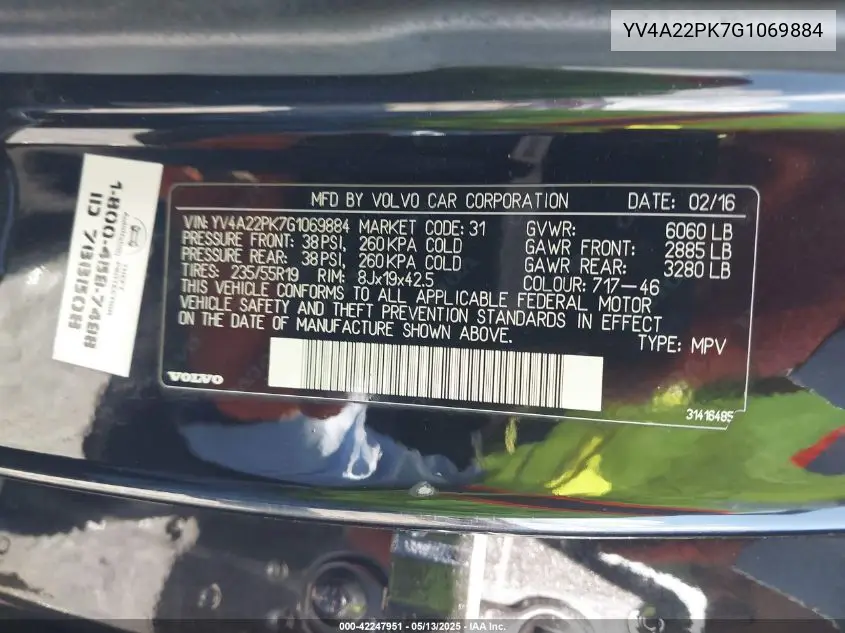 YV4A22PK7G1069884
MFD BY VOLVO CAR CORPORATION DATE: 02/16
VIN: YV4A22PK7G1069884 MARKET CODE: 31 GVWR: 6060 LB
PRESSURE FRONT: 38 PSI, 260 KPA COLD GAWR FRONT: 2885 LB
PRESSURE REAR: 38 PSI, 260 KPA COLD GAWR REAR: 3280 LB
TIRES: 235/55R19 RIM: 8Jx19x42.5 COLOUR: 717-46
THIS VEHICLE CONFORMS TO ALL APPLICABLE FEDERAL MOTOR
VEHICLE SAFETY AND THEFT PREVENTION STANDARDS IN EFFECT
ON THE DATE OF MANUFACTURE SHOWN ABOVE.
TYPE: MPV
VOLVO
31416485
1-800-458-7488
000-42247951 - 05/13/2025 - IAA Inc.